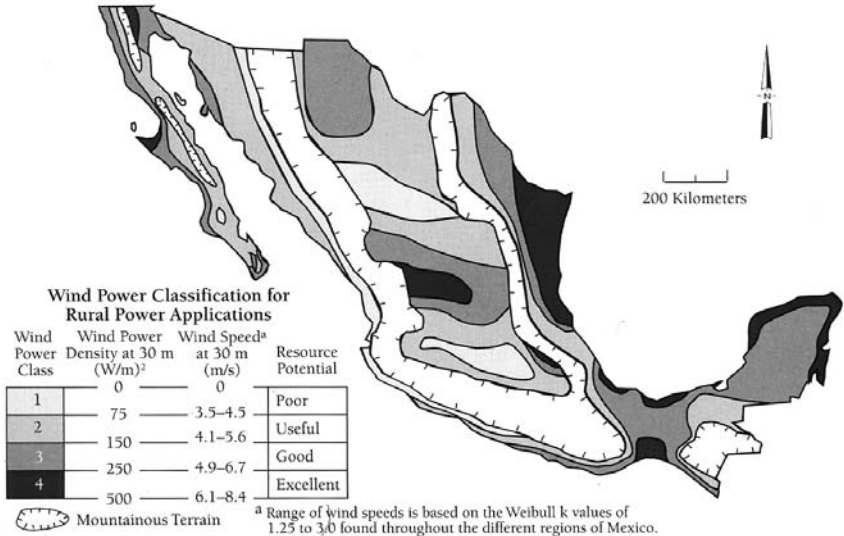 N
200 Kilometers
Wind Power Classification for
Rural Power Applications
Wind Power Class
Wind Power Density at 30 m (W/m)²
Wind Speedᵃ at 30 m (m/s)
Resource Potential
0 0
1 Poor
75 3.5–4.5
2 Useful
150 4.1–5.6
3 Good
250 4.9–6.7
4 Excellent
500 6.1–8.4
Mountainous Terrain
ᵃ Range of wind speeds is based on the Weibull k values of
1.25 to 3.0 found throughout the different regions of Mexico.